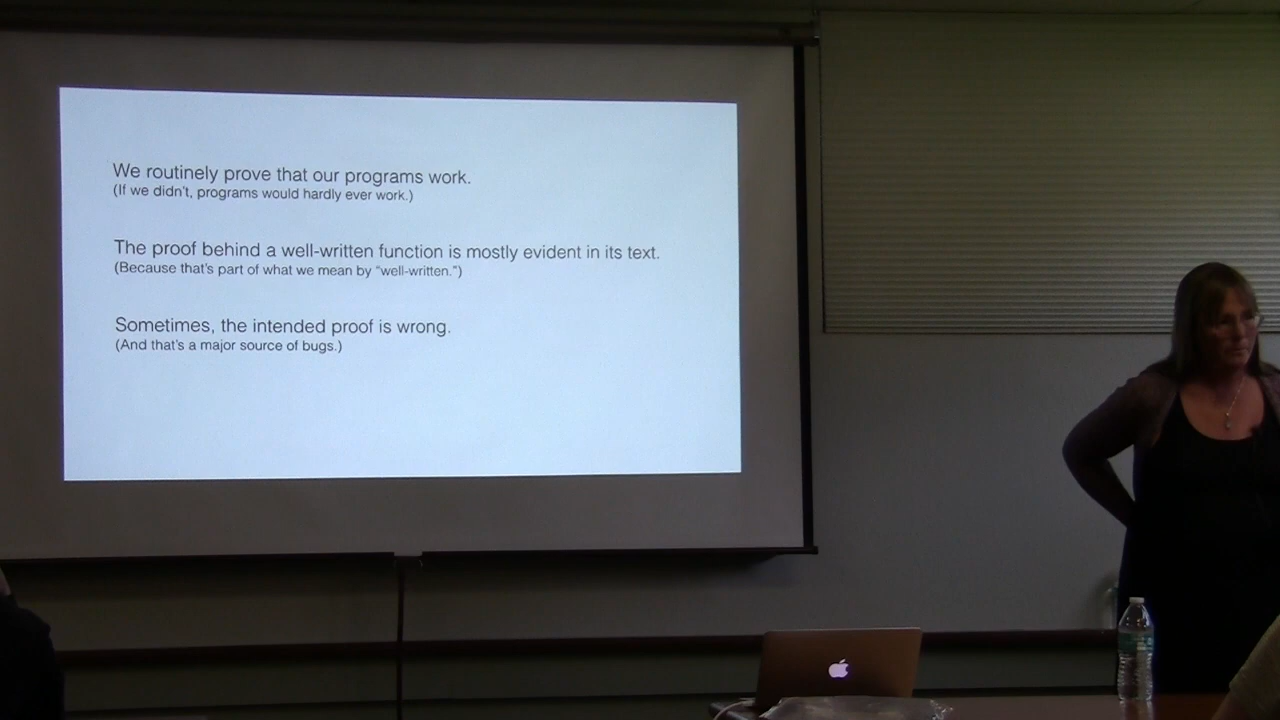 We routinely prove that our programs work.
(If we didn't, programs would hardly ever work.)
The proof behind a well-written function is mostly evident in its text.
(Because that's part of what we mean by “well-written.”)
Sometimes, the intended proof is wrong.
(And that's a major source of bugs.)